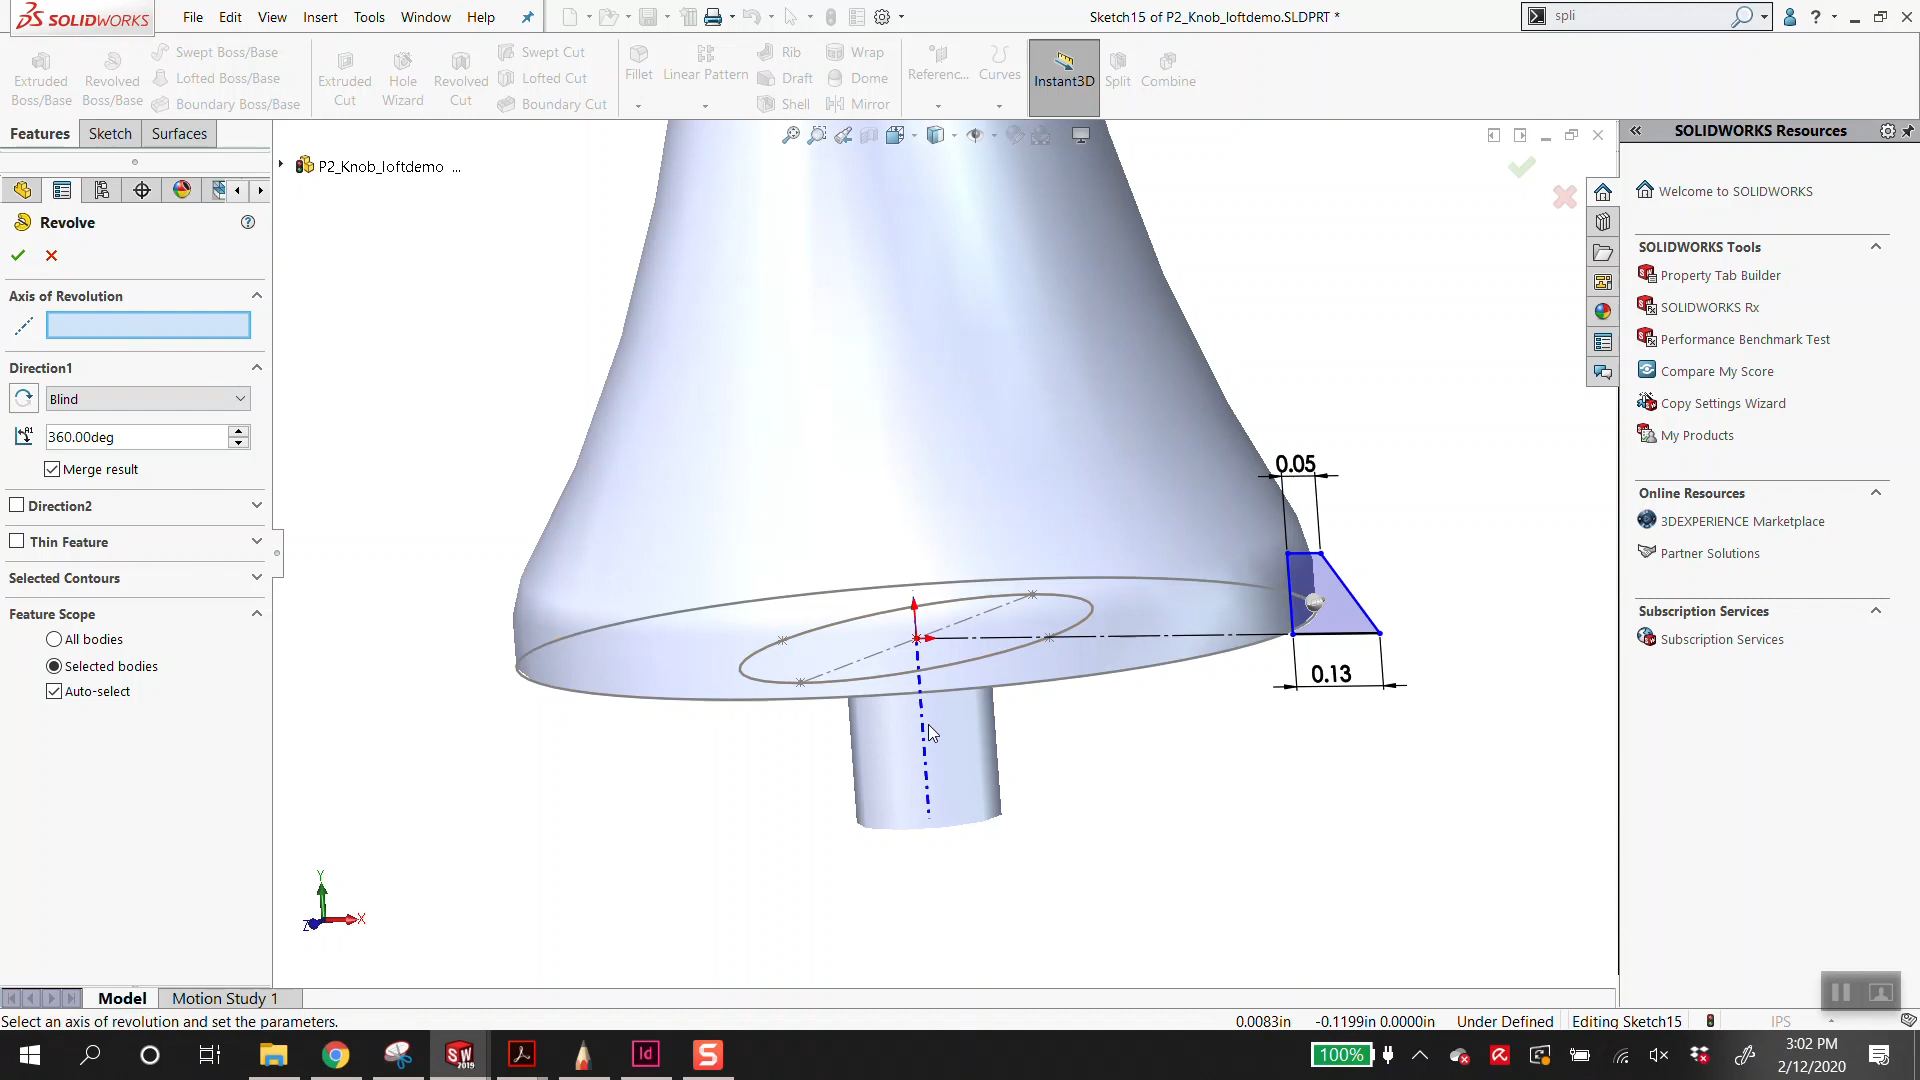 SOLIDWORKS
File Edit View Insert Tools Window Help
Sketch15 of P2_Knob_loftdemo.SLDPRT *
spli
Extruded Boss/Base
Revolved Boss/Base
Swept Boss/Base
Lofted Boss/Base
Boundary Boss/Base
Extruded Cut
Hole Wizard
Revolved Cut
Swept Cut
Lofted Cut
Boundary Cut
Fillet
Linear Pattern
Rib
Draft
Shell
Wrap
Dome
Mirror
Referenc...
Curves
Instant3D
Split
Combine
Features Sketch Surfaces
P2_Knob_loftdemo ...
Revolve
Axis of Revolution
Direction1
Blind
360.00deg
Merge result
Direction2
Thin Feature
Selected Contours
Feature Scope
All bodies
Selected bodies
Auto-select
0.05
0.13
Y
Z
X
SOLIDWORKS Resources
Welcome to SOLIDWORKS
SOLIDWORKS Tools
Property Tab Builder
SOLIDWORKS Rx
Performance Benchmark Test
Compare My Score
Copy Settings Wizard
My Products
Online Resources
3DEXPERIENCE Marketplace
Partner Solutions
Subscription Services
Subscription Services
Model Motion Study 1
Select an axis of revolution and set the parameters.
0.0083in -0.1199in 0.0000in Under Defined Editing Sketch15 IPS
SW 2019
Id
S
100%
3:02 PM
2/12/2020